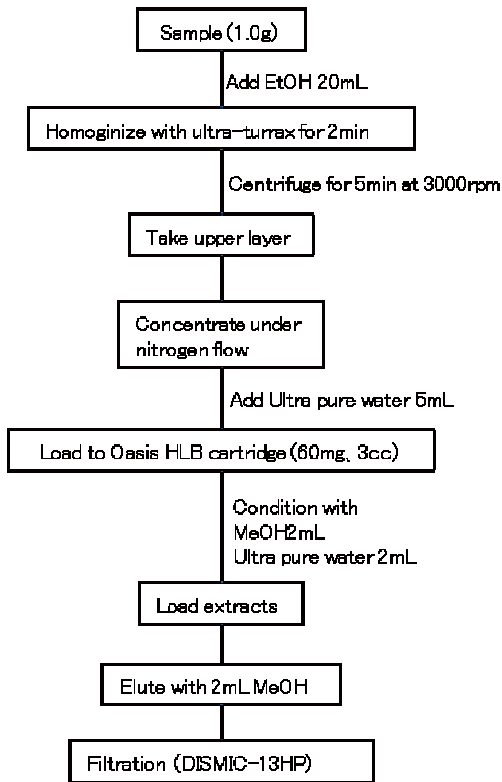 Sample(1.0g)
Add EtOH 20mL
Homoginize with ultra-turrax for 2min
Centrifuge for 5min at 3000rpm
Take upper layer
Concentrate under
nitrogen flow
Add Ultra pure water 5mL
Load to Oasis HLB cartridge(60mg、3cc)
Condition with
MeOH2mL
Ultra pure water 2mL
Load extracts
Elute with 2mL MeOH
Filtration (DISMIC-13HP)